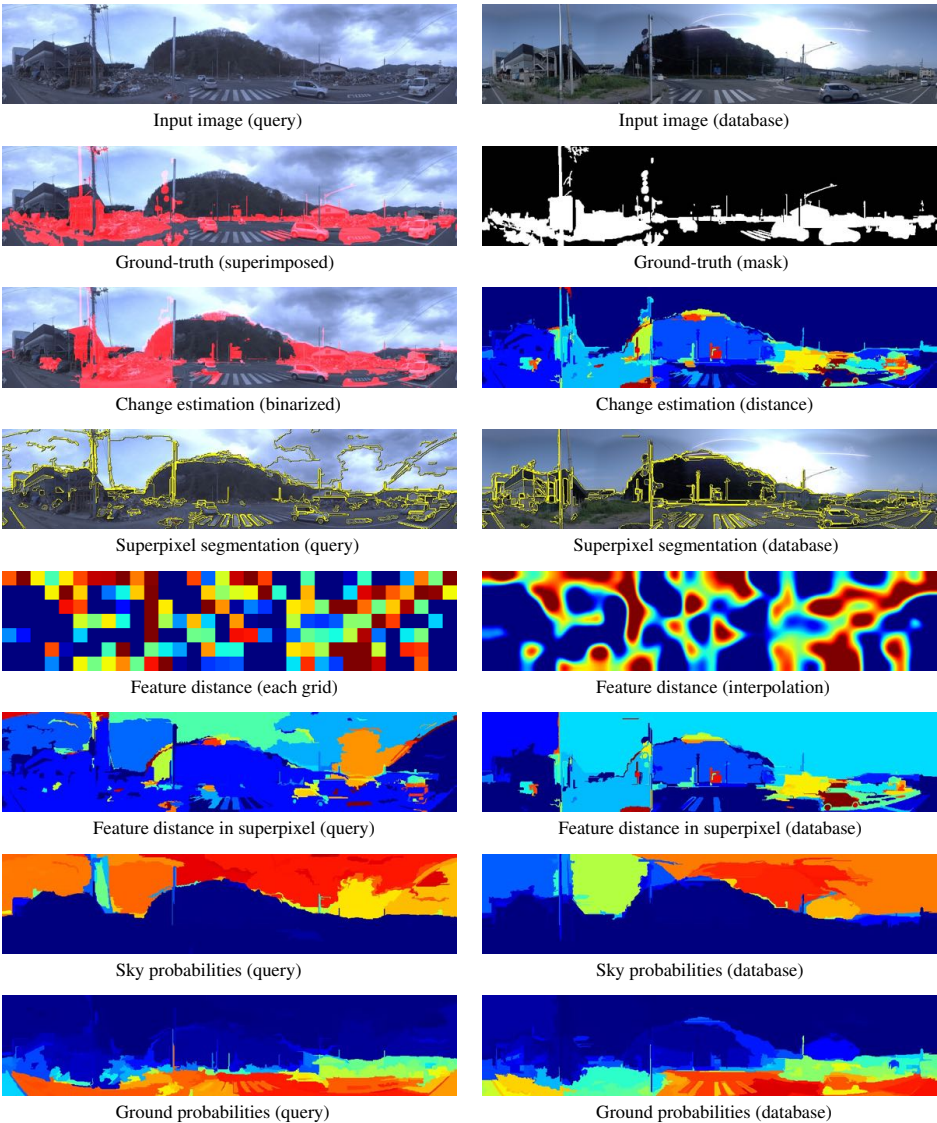 Input image (query)
Input image (database)
Ground-truth (superimposed)
Ground-truth (mask)
Change estimation (binarized)
Change estimation (distance)
Superpixel segmentation (query)
Superpixel segmentation (database)
Feature distance (each grid)
Feature distance (interpolation)
Feature distance in superpixel (query)
Feature distance in superpixel (database)
Sky probabilities (query)
Sky probabilities (database)
Ground probabilities (query)
Ground probabilities (database)